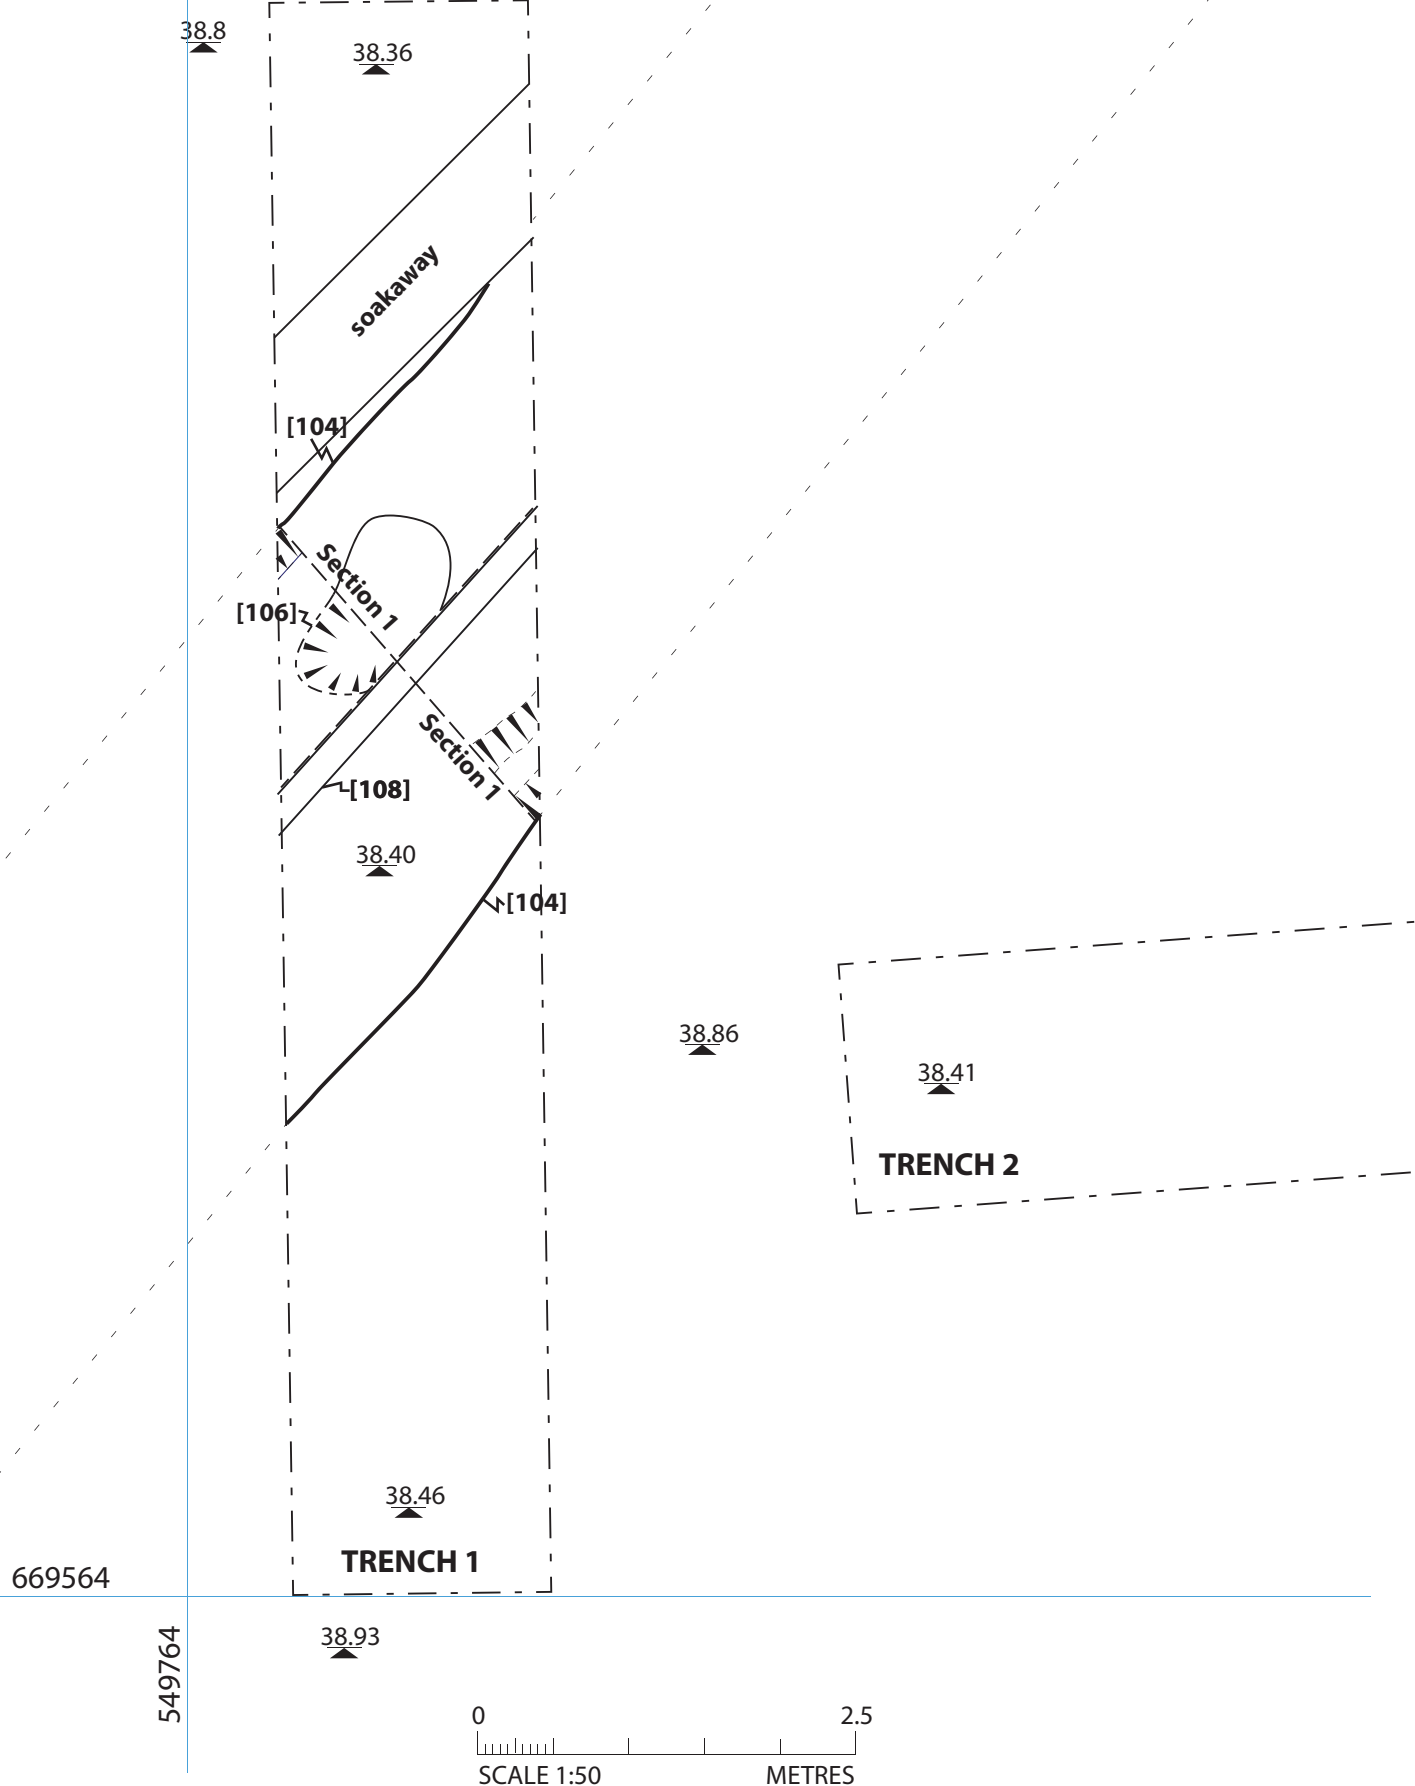 38.8
38.36
soakaway
[104]
Section 1
[106]
Section 1
[108]
38.40
[104]
38.86
38.41
TRENCH 2
38.46
TRENCH 1
669564
549764
38.93
0 2.5
SCALE 1:50 METRES